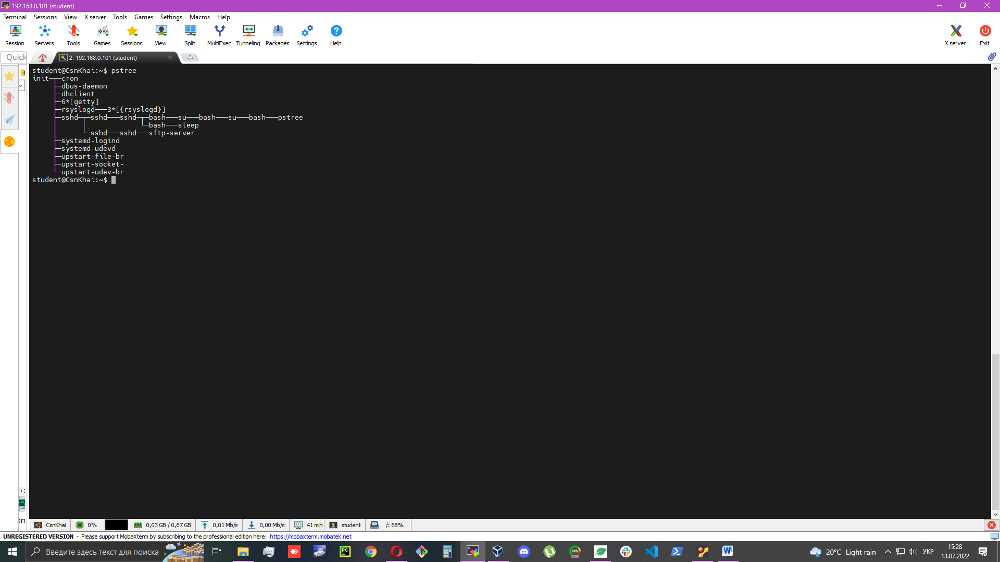 192.168.0.101 (student)
Terminal Sessions View X server Tools Games Settings Macros Help
Session Servers Tools Games Sessions View Split MultiExec Tunneling Packages Settings Help X server Exit
Quick 2. 192.168.0.101 (student)
student@CsnKhai:~$ pstree
init─┬─cron
     ├─dbus-daemon
     ├─dhclient
     ├─6*[getty]
     ├─rsyslogd───3*[{rsyslogd}]
     ├─sshd─┬─sshd───sshd─┬─bash───su───bash───su───bash───pstree
     │      │             └─bash───sleep
     │      └─sshd───sshd───sftp-server
     ├─systemd-logind
     ├─systemd-udevd
     ├─upstart-file-br
     ├─upstart-socket-
     └─upstart-udev-br
student@CsnKhai:~$
CsnKhai 0% 0,03 GB / 0,67 GB 0,01 Mb/s 0,00 Mb/s 41 min student /: 68%
UNREGISTERED VERSION - Please support MobaXterm by subscribing to the professional edition here: https://mobaxterm.mobatek.net
Введите здесь текст для поиска
20°C Light rain УКР 15:28
13.07.2022